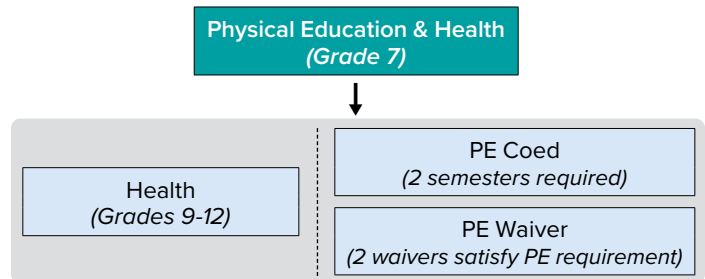 Physical Education & Health
(Grade 7)
Health
(Grades 9-12)
PE Coed
(2 semesters required)
PE Waiver
(2 waivers satisfy PE requirement)